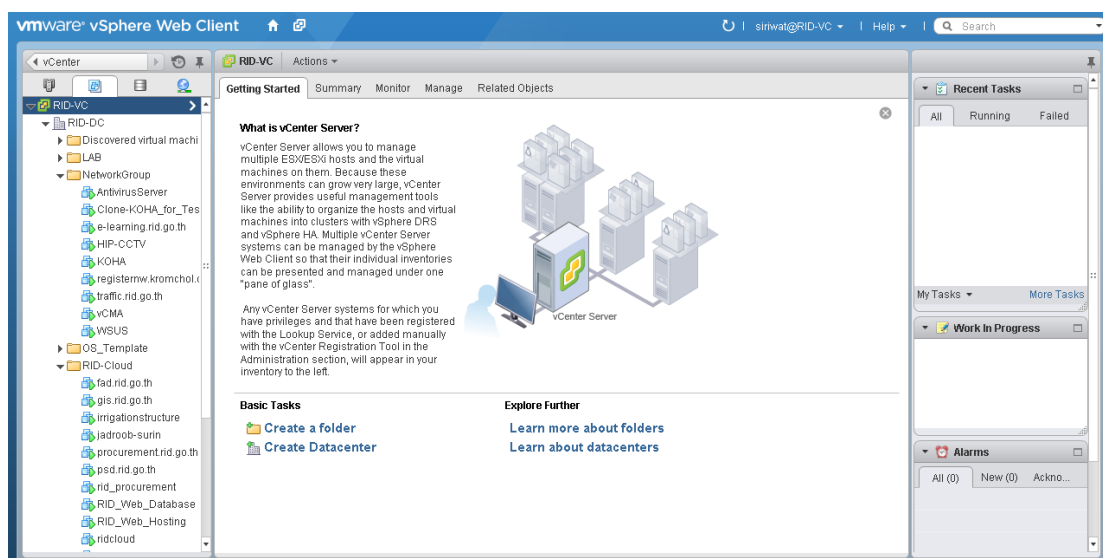 vmware® vSphere Web Client
siriwat@RID-VC
Help
Search
vCenter
RID-VC
RID-DC
Discovered virtual machi
LAB
NetworkGroup
AntivirusServer
Clone-KOHA_for_Tes
e-learning.rid.go.th
HIP-CCTV
KOHA
registernw.kromchol.
traffic.rid.go.th
vCMA
WSUS
OS_Template
RID-Cloud
fad.rid.go.th
gis.rid.go.th
irrigationstructure
jadroob-surin
procurement.rid.go.th
psd.rid.go.th
rid_procurement
RID_Web_Database
RID_Web_Hosting
ridcloud
RID-VC Actions
Getting Started Summary Monitor Manage Related Objects
What is vCenter Server?
vCenter Server allows you to manage
multiple ESX/ESXi hosts and the virtual
machines on them. Because these
environments can grow very large, vCenter
Server provides useful management tools
like the ability to organize the hosts and virtual
machines into clusters with vSphere DRS
and vSphere HA. Multiple vCenter Server
systems can be managed by the vSphere
Web Client so that their individual inventories
can be presented and managed under one
"pane of glass".
Any vCenter Server systems for which you
have privileges and that have been registered
with the Lookup Service, or added manually
with the vCenter Registration Tool in the
Administration section, will appear in your
inventory to the left.
vCenter Server
Basic Tasks
Create a folder
Create Datacenter
Explore Further
Learn more about folders
Learn about datacenters
Recent Tasks
All Running Failed
My Tasks More Tasks
Work In Progress
Alarms
All (0) New (0) Ackno...